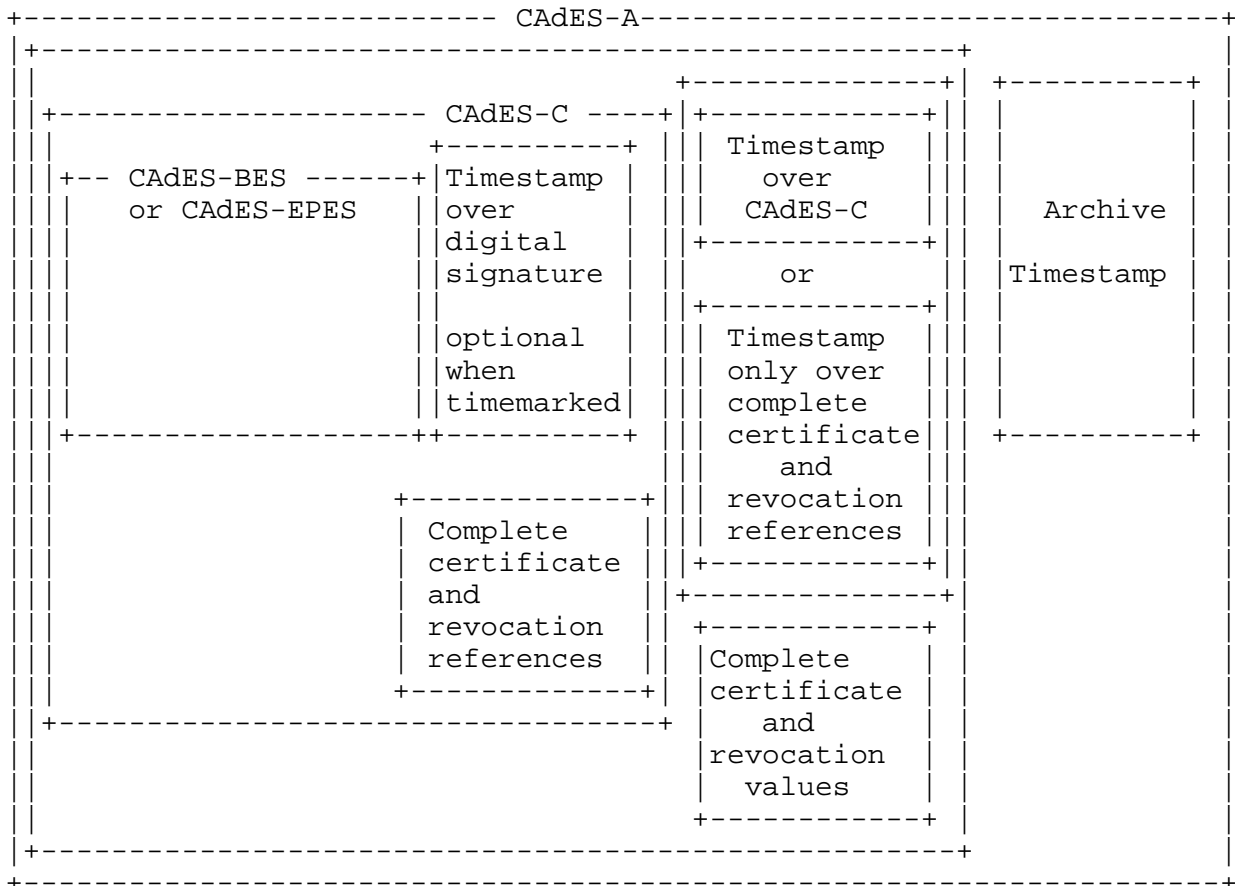 CAdES-A
CAdES-C
CAdES-BES
or CAdES-EPES
Timestamp
over
digital
signature
optional
when
timemarked
Complete
certificate
and
revocation
references
Timestamp
over
CAdES-C
or
Timestamp
only over
complete
certificate
and
revocation
references
Complete
certificate
and
revocation
values
Archive
Timestamp